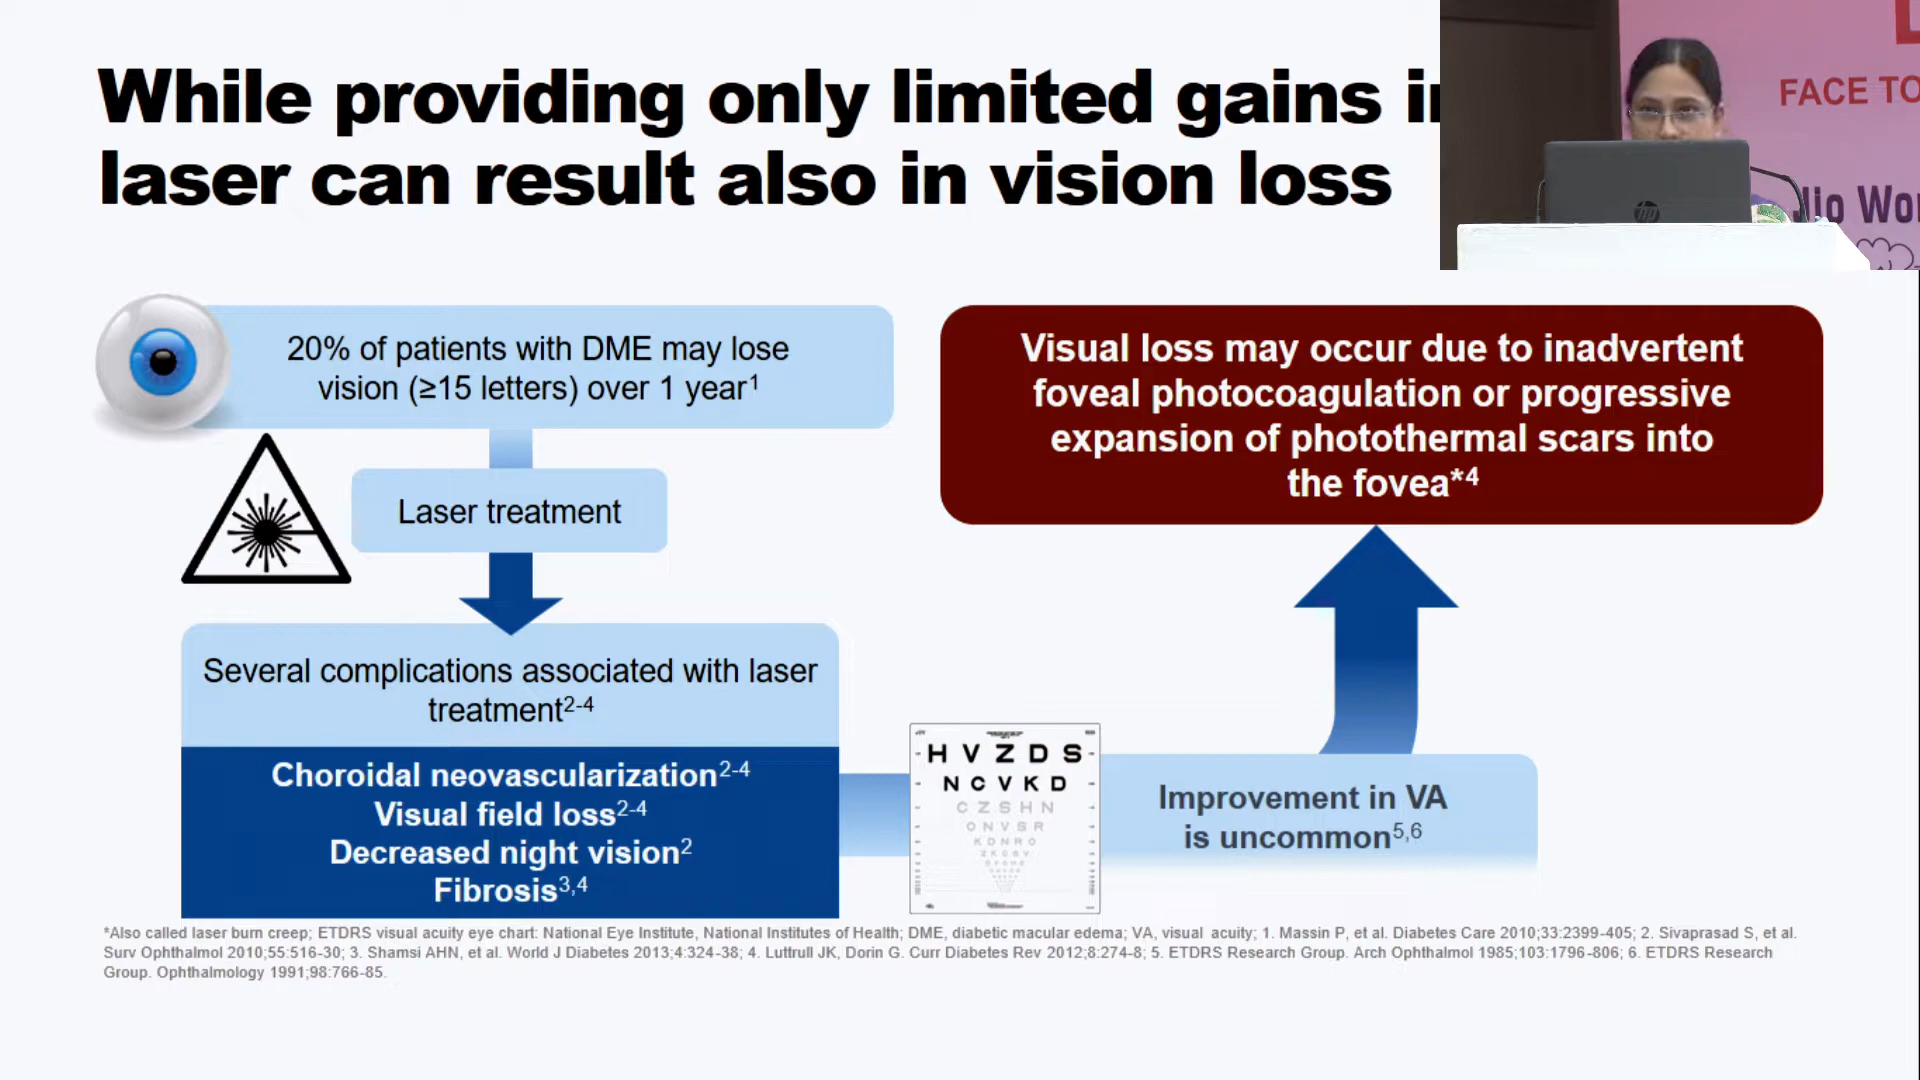 While providing only limited gains in
laser can result also in vision loss
FACE TO
Jio Wor
hp
20% of patients with DME may lose
vision (≥15 letters) over 1 year1
Laser treatment
Several complications associated with laser
treatment2-4
Choroidal neovascularization2-4
Visual field loss2-4
Decreased night vision2
Fibrosis3,4
Visual loss may occur due to inadvertent
foveal photocoagulation or progressive
expansion of photothermal scars into
the fovea*4
H V Z D S
N C V K D
C Z S H N
O N V S R
K D N R O
Z K C S V
Improvement in VA
is uncommon5,6
*Also called laser burn creep; ETDRS visual acuity eye chart: National Eye Institute, National Institutes of Health; DME, diabetic macular edema; VA, visual acuity; 1. Massin P, et al. Diabetes Care 2010;33:2399-405; 2. Sivaprasad S, et al.
Surv Ophthalmol 2010;55:516-30; 3. Shamsi AHN, et al. World J Diabetes 2013;4:324-38; 4. Luttrull JK, Dorin G. Curr Diabetes Rev 2012;8:274-8; 5. ETDRS Research Group. Arch Ophthalmol 1985;103:1796-806; 6. ETDRS Research
Group. Ophthalmology 1991;98:766-85.